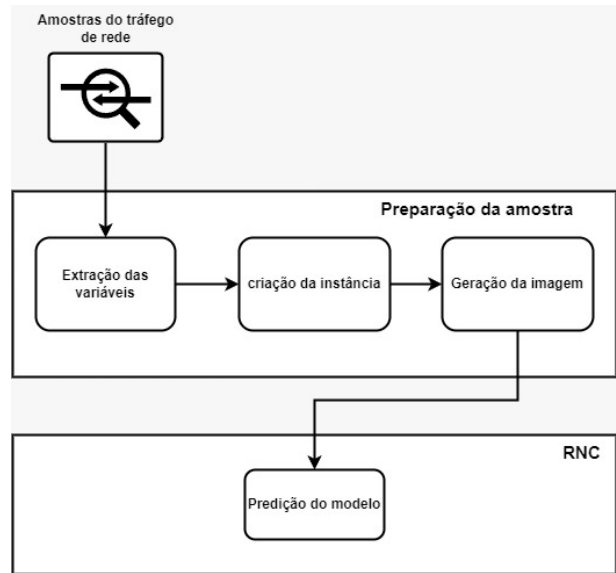 Amostras do tráfego
de rede
Preparação da amostra
Extração das
variáveis
criação da instância
Geração da imagem
RNC
Predição do modelo